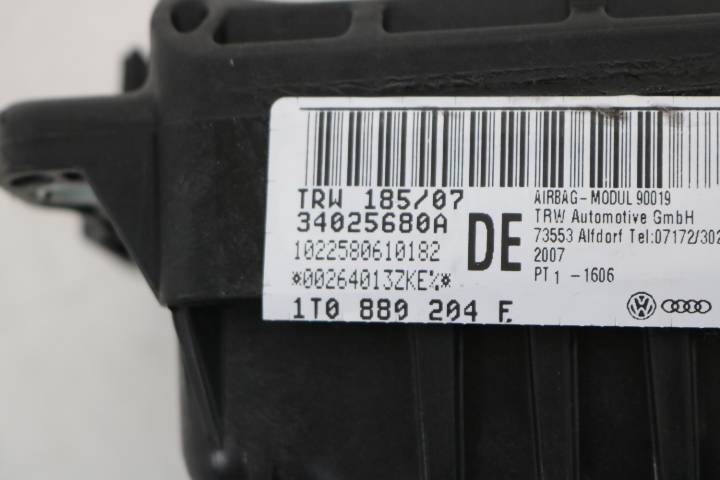 TRW 185/07
34025680A
1022580610182
*00264013ZKE%*
1T0 880 204 F.
DE
AIRBAG-MODUL 90019
TRW Automotive GmbH
73553 Alfdorf Tel:07172/302
2007
PT 1 -1606